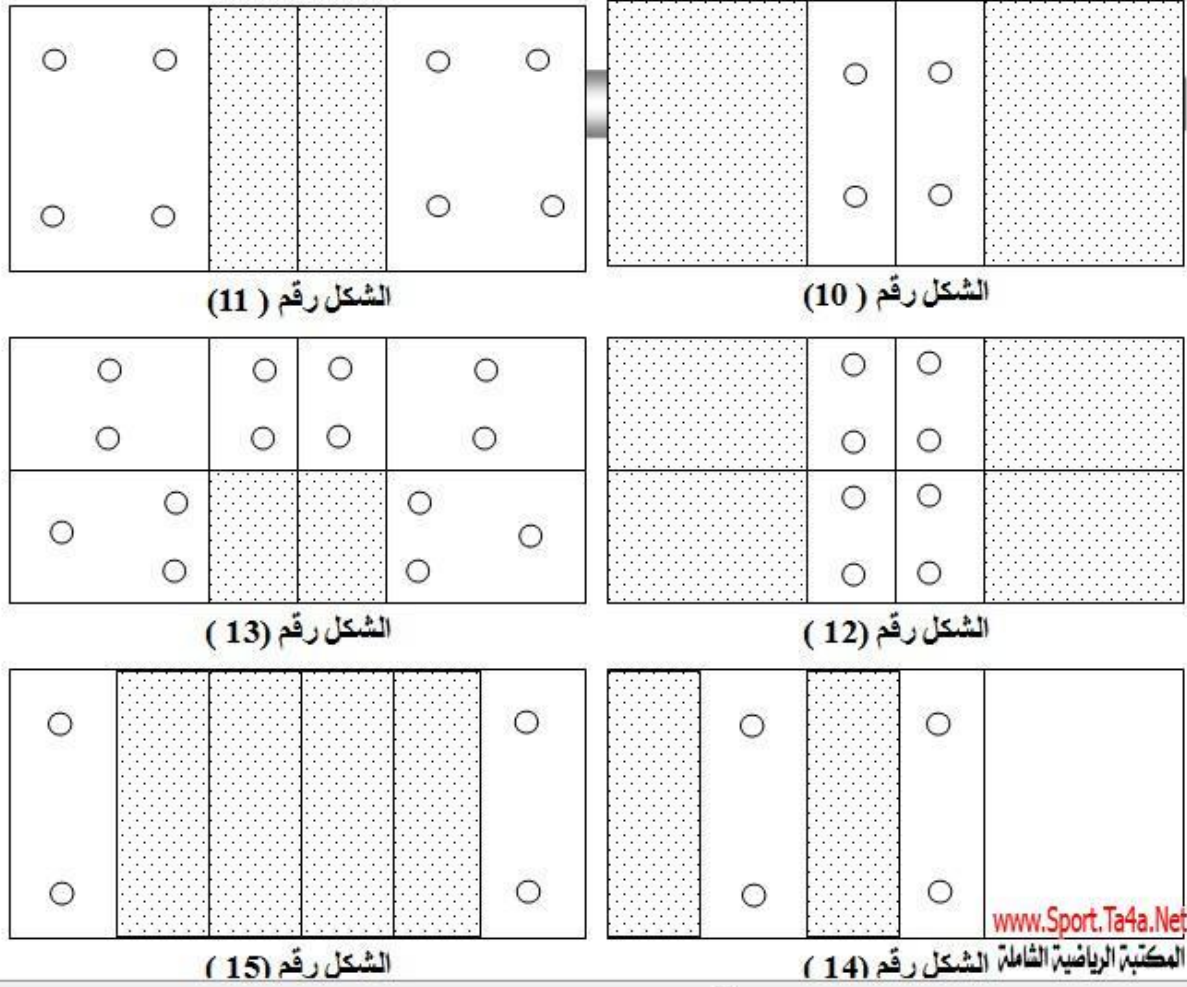 الشكل رقم ( 10)
الشكل رقم ( 11)
الشكل رقم (12 )
الشكل رقم (13 )
www.Sport.Ta4a.Net
المكتبة الرياضية الشاملة
الشكل رقم (14 )
الشكل رقم (15 )